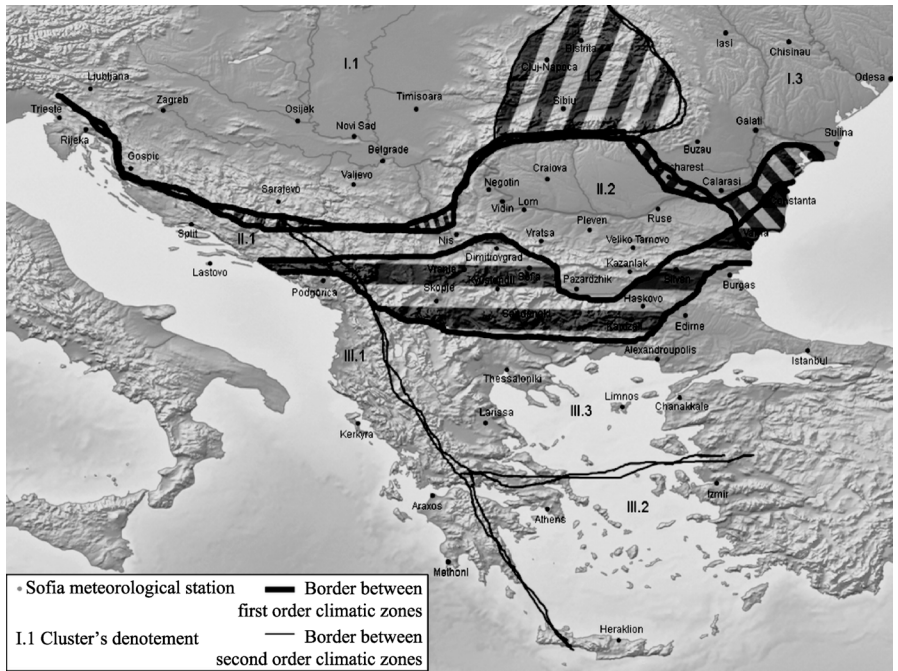 Iasi
Chisinau
I.3
Odesa
Bistrita
I.1
I.2
Cluj-Napoca
Ljubljana
Timisoara
Sibiu
Trieste
Zagreb
Osijek
Galati
Novi Sad
Sulina
Rijeka
Buzau
Belgrade
Gospic
Craiova
Valjevo
Negotin
Calarasi
Sarajevo
II.2
Constanta
Vidin
Lom
Ruse
Split
II.1
Pleven
Nis
Vratsa
Veliko Tarnovo
Varna
Dimitrovgrad
Lastovo
Kazanlak
Podgorica
Skopje
Pazardzhik
Sliven
Burgas
Haskovo
Sandanski
Edirne
III.1
Alexandroupolis
Istanbul
Thessaloniki
Limnos
Chanakkale
Larissa
III.3
Kerkyra
Izmir
Araxos
III.2
Athens
Methoni
Heraklion
Sofia meteorological station
Border between
first order climatic zones
I.1 Cluster's denotement
Border between
second order climatic zones